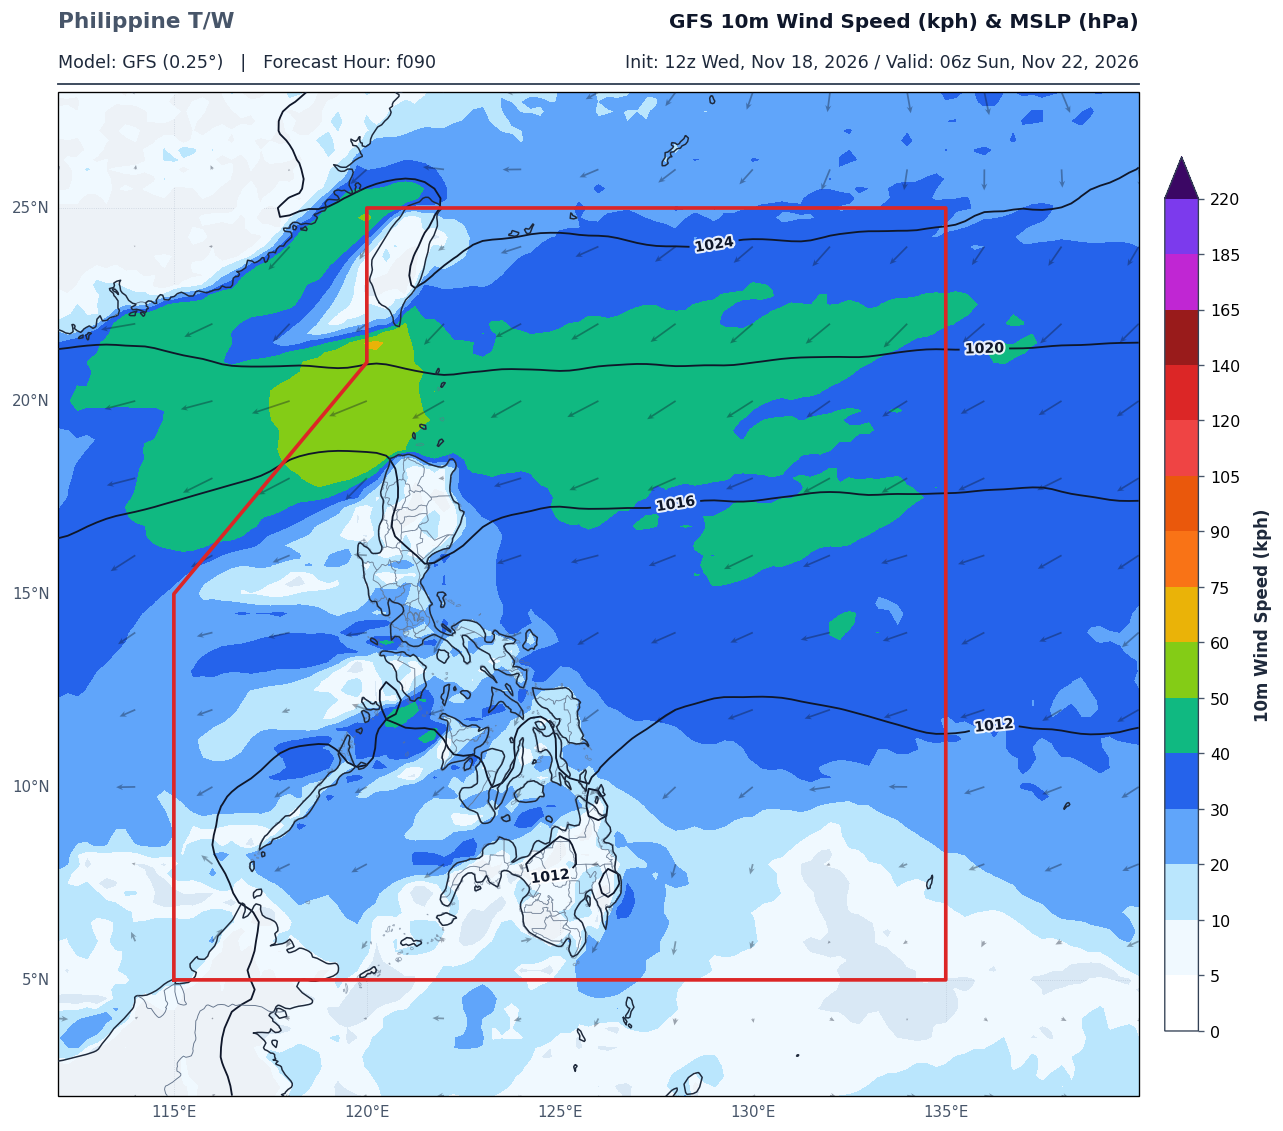 Philippine T/W
GFS 10m Wind Speed (kph) & MSLP (hPa)
Model: GFS (0.25°) | Forecast Hour: f090
Init: 12z Wed, Nov 18, 2026 / Valid: 06z Sun, Nov 22, 2026
25°N
20°N
15°N
10°N
5°N
115°E
120°E
125°E
130°E
135°E
1024
1020
1016
1012
1012
220
185
165
140
120
105
90
75
60
50
40
30
20
10
5
0
10m Wind Speed (kph)